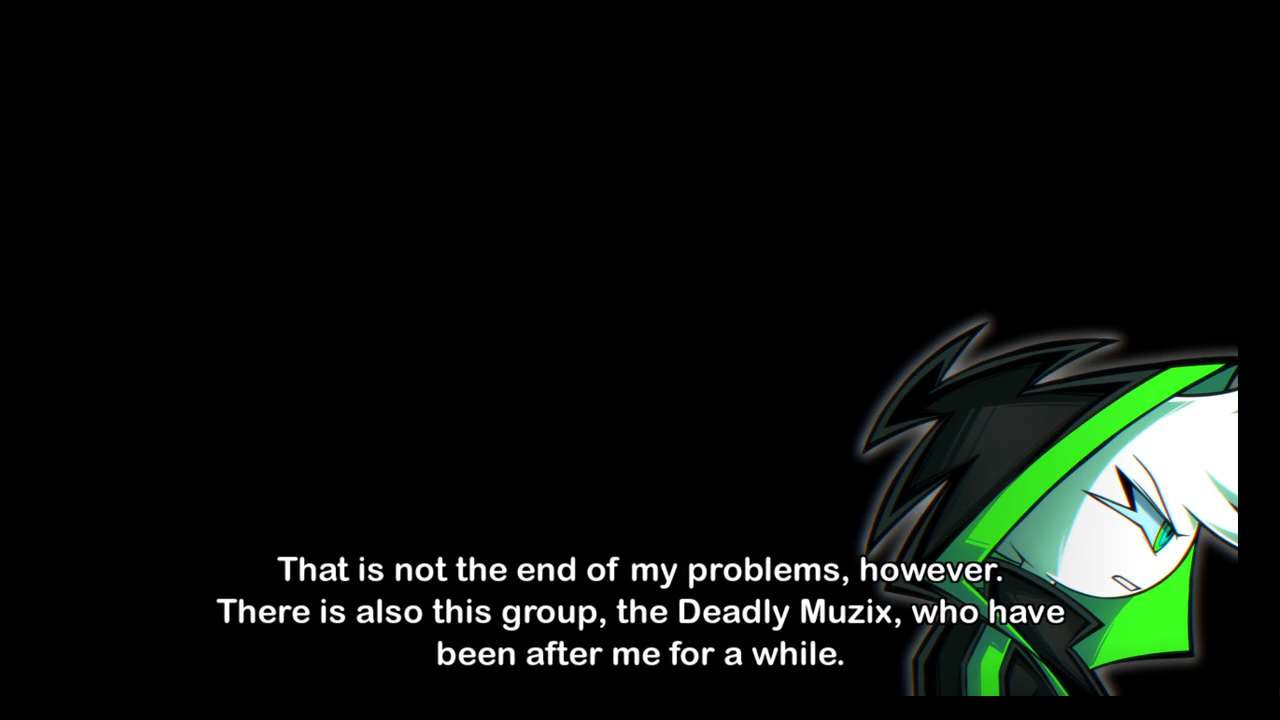 That is not the end of my problems, however.
There is also this group, the Deadly Muzix, who have
been after me for a while.